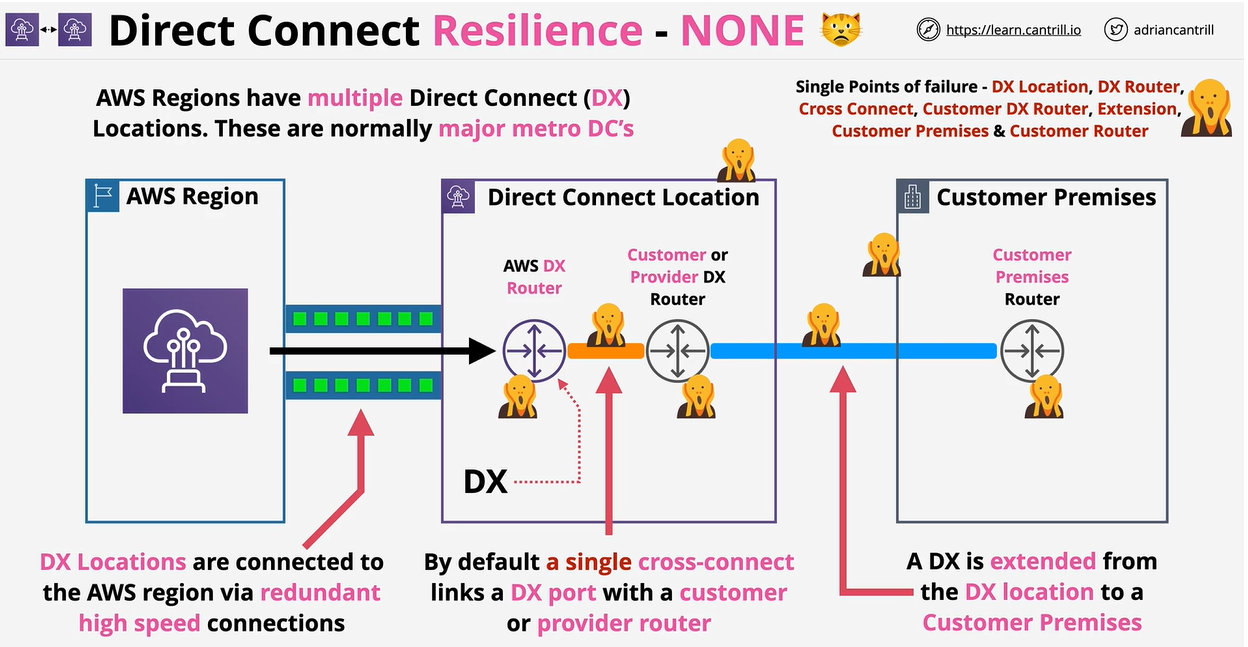 Direct Connect Resilience - NONE
https://learn.cantrill.io
adriancantrill
AWS Regions have multiple Direct Connect (DX)
Locations. These are normally major metro DC's
Single Points of failure - DX Location, DX Router,
Cross Connect, Customer DX Router, Extension,
Customer Premises & Customer Router
AWS Region
Direct Connect Location
Customer Premises
AWS DX
Router
Customer or
Provider DX
Router
Customer
Premises
Router
DX
DX Locations are connected to
the AWS region via redundant
high speed connections
By default a single cross-connect
links a DX port with a customer
or provider router
A DX is extended from
the DX location to a
Customer Premises